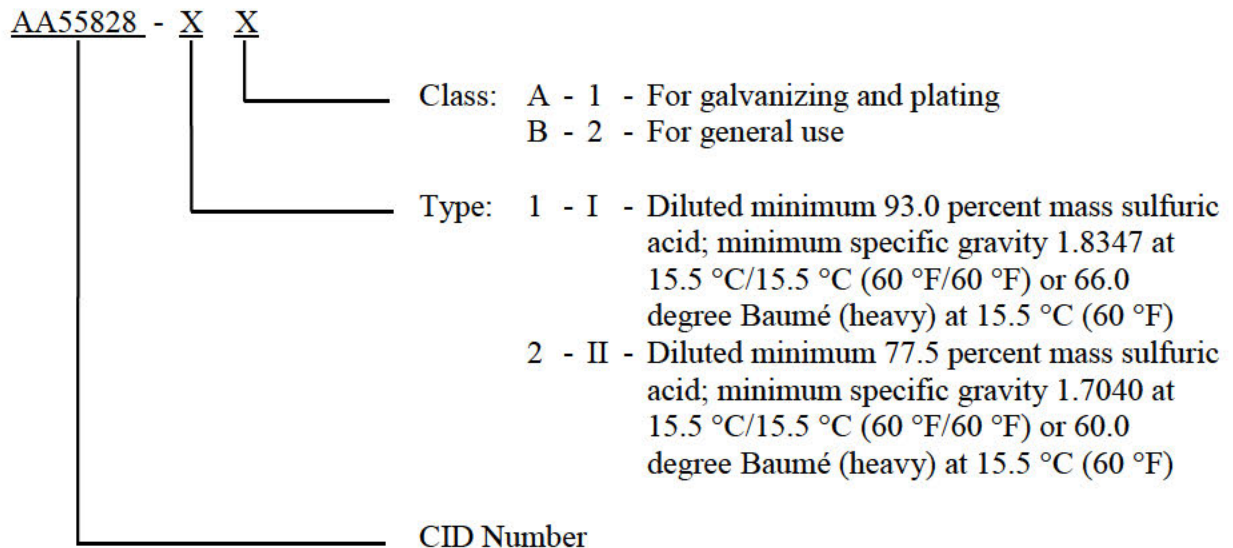 AA55828 - X X
Class: A - 1 - For galvanizing and plating
B - 2 - For general use
Type: 1 - I - Diluted minimum 93.0 percent mass sulfuric
acid; minimum specific gravity 1.8347 at
15.5 °C/15.5 °C (60 °F/60 °F) or 66.0
degree Baumé (heavy) at 15.5 °C (60 °F)
2 - II - Diluted minimum 77.5 percent mass sulfuric
acid; minimum specific gravity 1.7040 at
15.5 °C/15.5 °C (60 °F/60 °F) or 60.0
degree Baumé (heavy) at 15.5 °C (60 °F)
CID Number